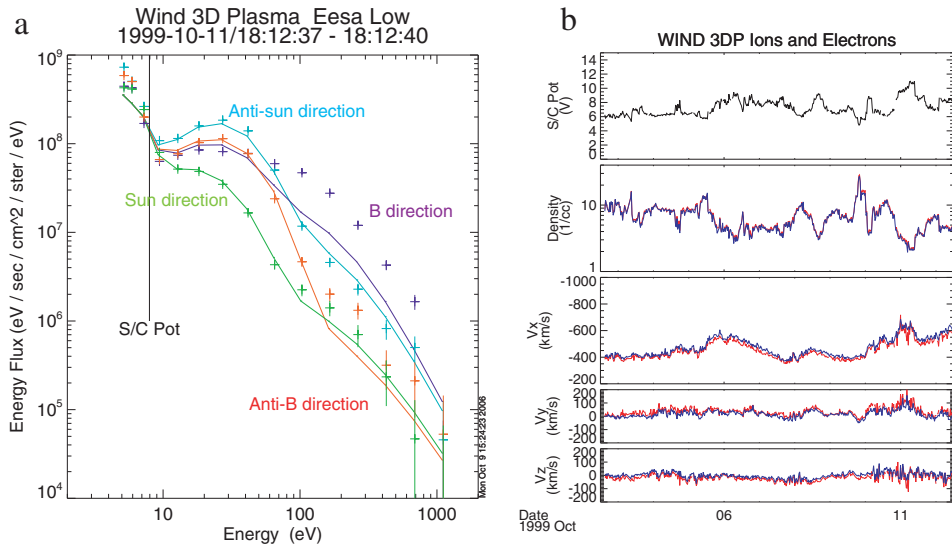 a
Wind 3D Plasma Eesa Low
1999-10-11/18:12:37 - 18:12:40
Energy Flux (eV / sec / cm^2 / ster / eV)
10^9
10^8
10^7
10^6
10^5
10^4
Anti-sun direction
Sun direction
B direction
S/C Pot
Anti-B direction
10
100
1000
Energy (eV)
Mon Oct 9 15:24:23 2006
b
WIND 3DP Ions and Electrons
S/C Pot
(V)
14
12
10
8
6
4
2
0
Density
(1/cc)
10
1
Vx
(km/s)
-1000
-800
-600
-400
-200
Vy
(km/s)
200
100
0
-100
-200
Vz
(km/s)
200
100
0
-100
-200
Date
1999 Oct
06
11